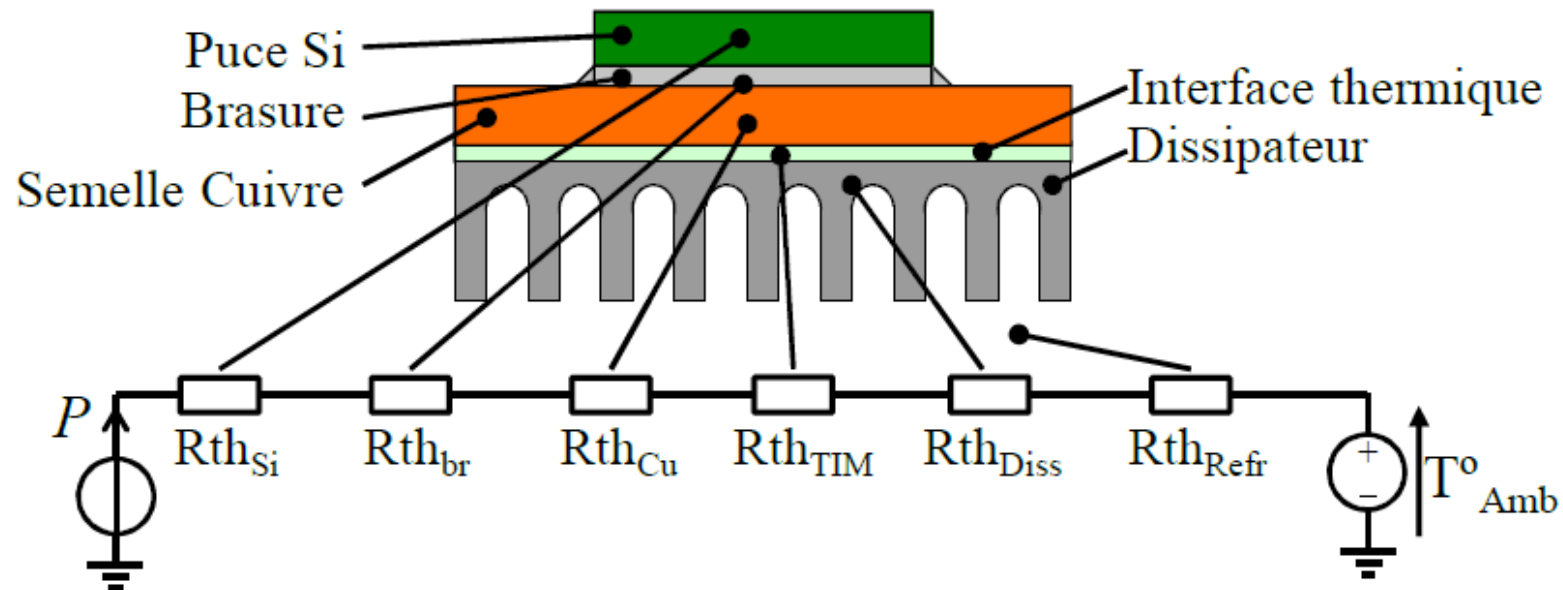 Puce Si
Brasure
Semelle Cuivre
Interface thermique
Dissipateur
P
Rth_Si
Rth_br
Rth_Cu
Rth_TIM
Rth_Diss
Rth_Refr
+
−
T°_Amb